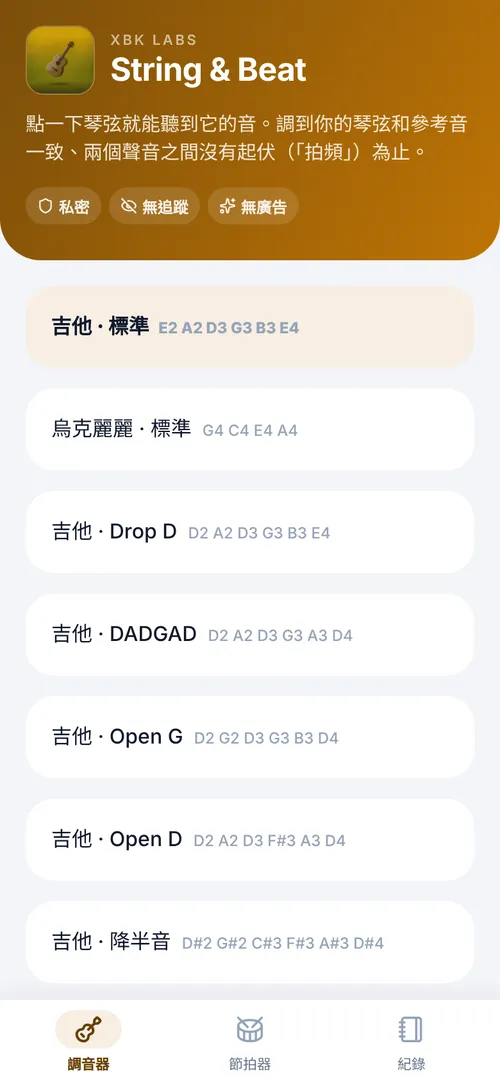 XBK LABS
String & Beat
點一下琴弦就能聽到它的音。調到你的琴弦和參考音
一致、兩個聲音之間沒有起伏（「拍頻」）為止。
私密 無追蹤 無廣告
吉他 · 標準 E2 A2 D3 G3 B3 E4
烏克麗麗 · 標準 G4 C4 E4 A4
吉他 · Drop D D2 A2 D3 G3 B3 E4
吉他 · DADGAD D2 A2 D3 G3 A3 D4
吉他 · Open G D2 G2 D3 G3 B3 D4
吉他 · Open D D2 A2 D3 F#3 A3 D4
吉他 · 降半音 D#2 G#2 C#3 F#3 A#3 D#4
調音器 節拍器 紀錄